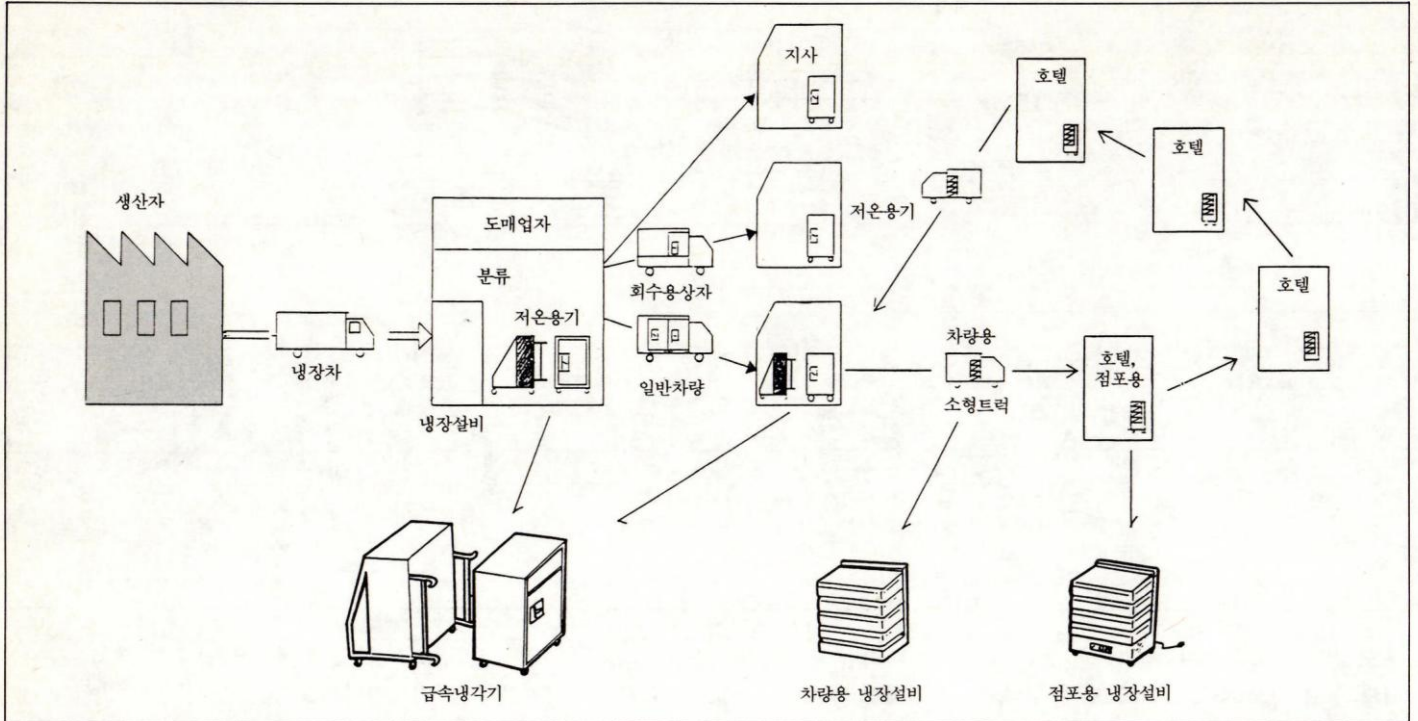 생산자
냉장차
도매업자
분류
저온용기
냉장설비
회수용상자
일반차량
지사
저온용기
차량용
소형트럭
호텔,
점포용
호텔
호텔
호텔
급속냉각기
차량용 냉장설비
점포용 냉장설비